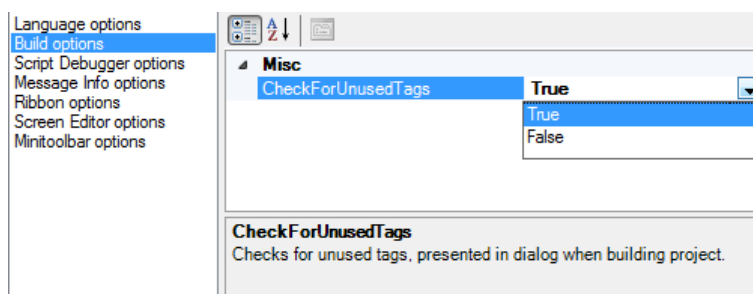 Language options
Build options
Script Debugger options
Message Info options
Ribbon options
Screen Editor options
Minitoolbar options
A
Z
Misc
CheckForUnusedTags True
True
False
CheckForUnusedTags
Checks for unused tags, presented in dialog when building project.